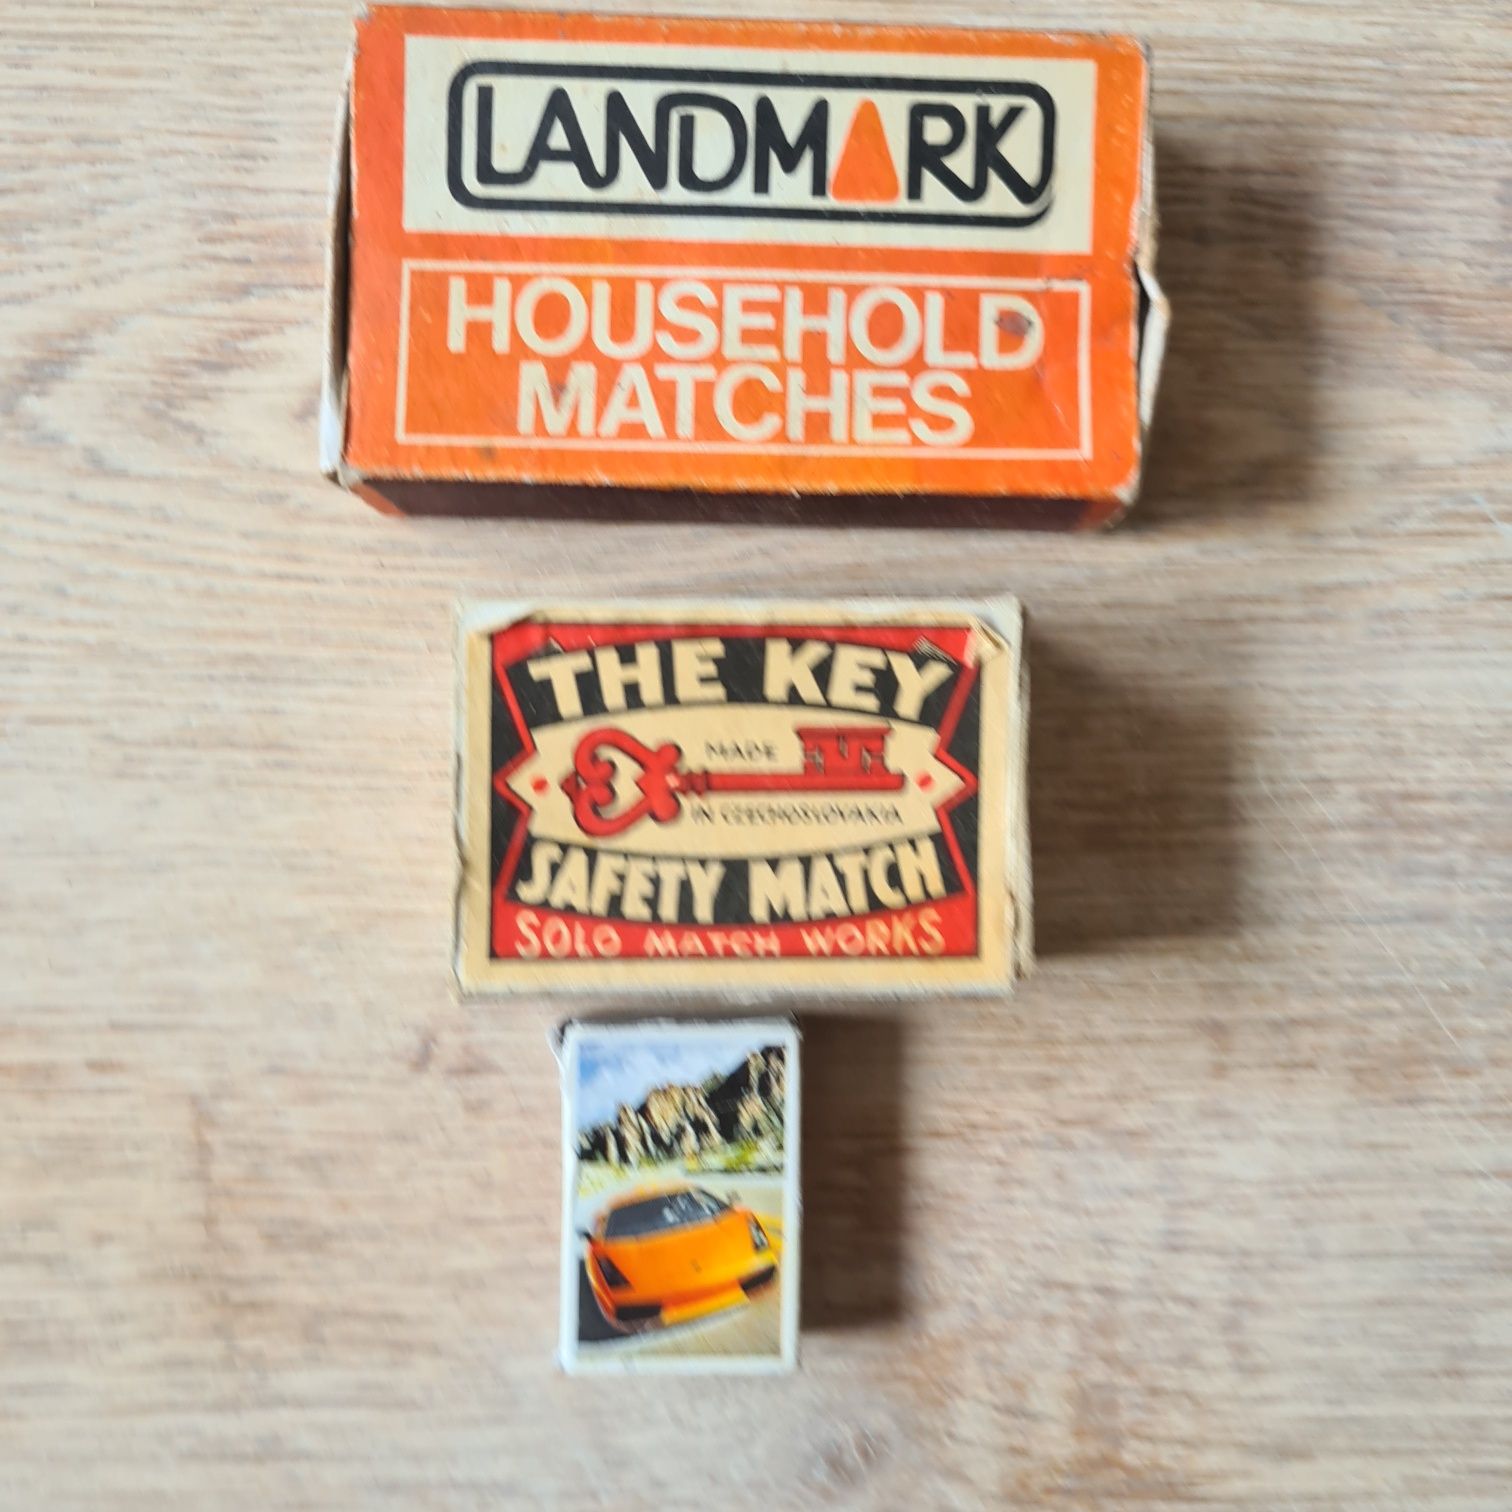 LANDMARK
HOUSEHOLD
MATCHES
THE KEY
MADE
IN CZECHOSLOVAKIA
SAFETY MATCH
SOLO MATCH WORKS